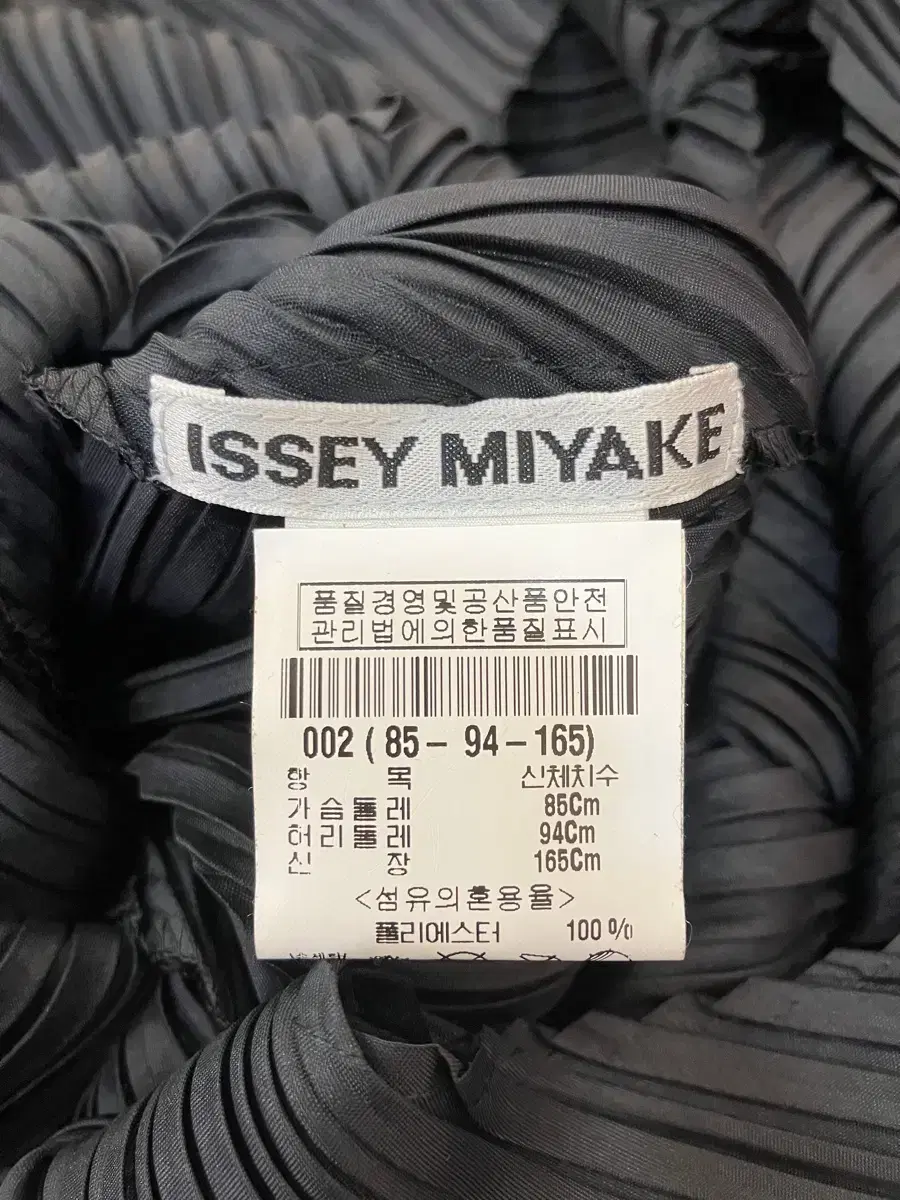 ISSEY MIYAKE
품질경영및공산품안전
관리법에의한품질표시
002 ( 85 - 94 - 165)
항 목 신체치수
가슴둘레 85Cm
허리둘레 94Cm
신 장 165Cm
<섬유의혼용율>
폴리에스터 100 %